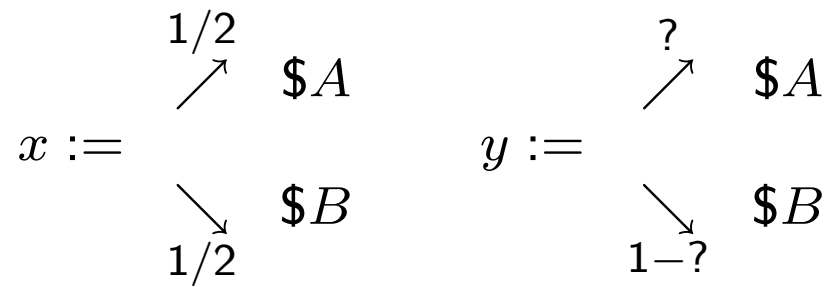 1/2 ?
$A $A
x := y :=
$B $B
1/2 1−?